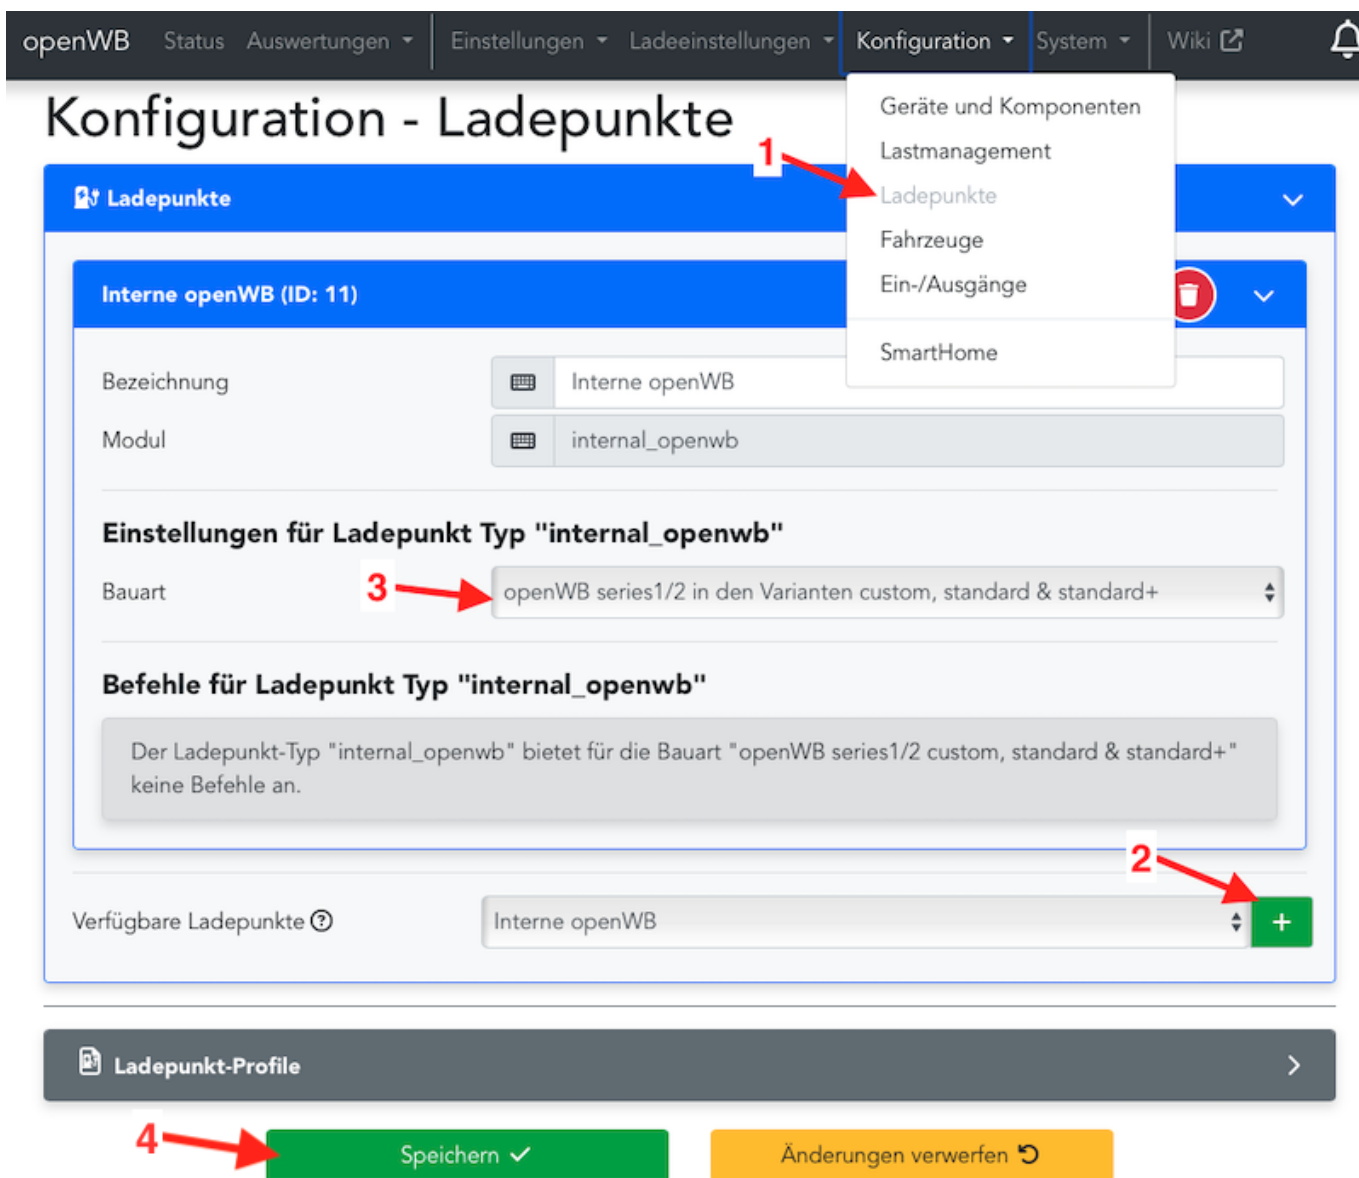 openWB Status Auswertungen Einstellungen Ladeeinstellungen Konfiguration System Wiki
Konfiguration - Ladepunkte
Geräte und Komponenten
Lastmanagement
1
Ladepunkte
Fahrzeuge
Ein-/Ausgänge
SmartHome
Ladepunkte
Interne openWB (ID: 11)
Bezeichnung Interne openWB
Modul internal_openwb
Einstellungen für Ladepunkt Typ "internal_openwb"
Bauart 3 openWB series1/2 in den Varianten custom, standard & standard+
Befehle für Ladepunkt Typ "internal_openwb"
Der Ladepunkt-Typ "internal_openwb" bietet für die Bauart "openWB series1/2 custom, standard & standard+"
keine Befehle an.
2
Verfügbare Ladepunkte Interne openWB +
Ladepunkt-Profile
4 Speichern Änderungen verwerfen